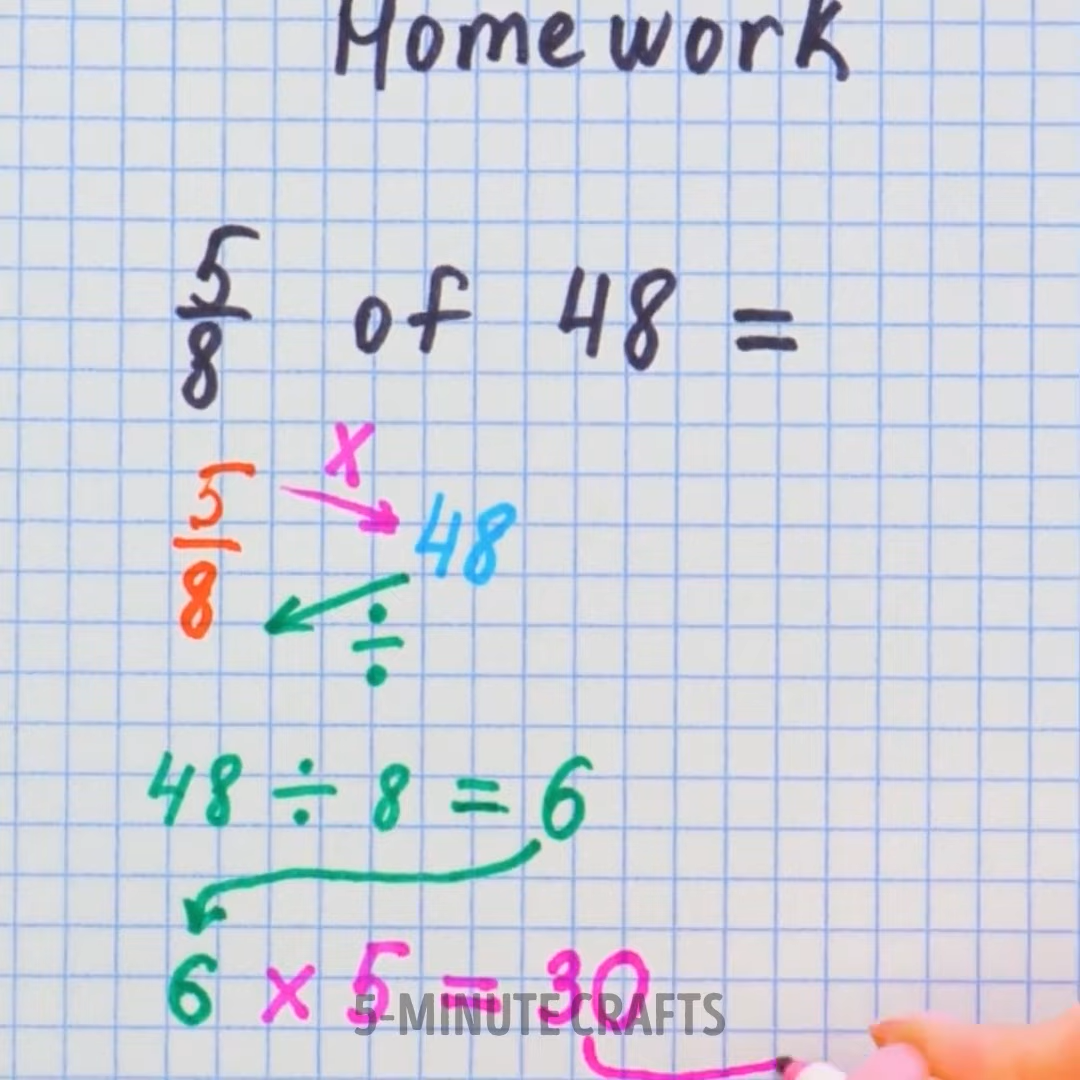 Homework
5/8 of 48 =
x
5/8 48
÷
48 ÷ 8 = 6
6 x 5 = 30
5-MINUTE CRAFTS